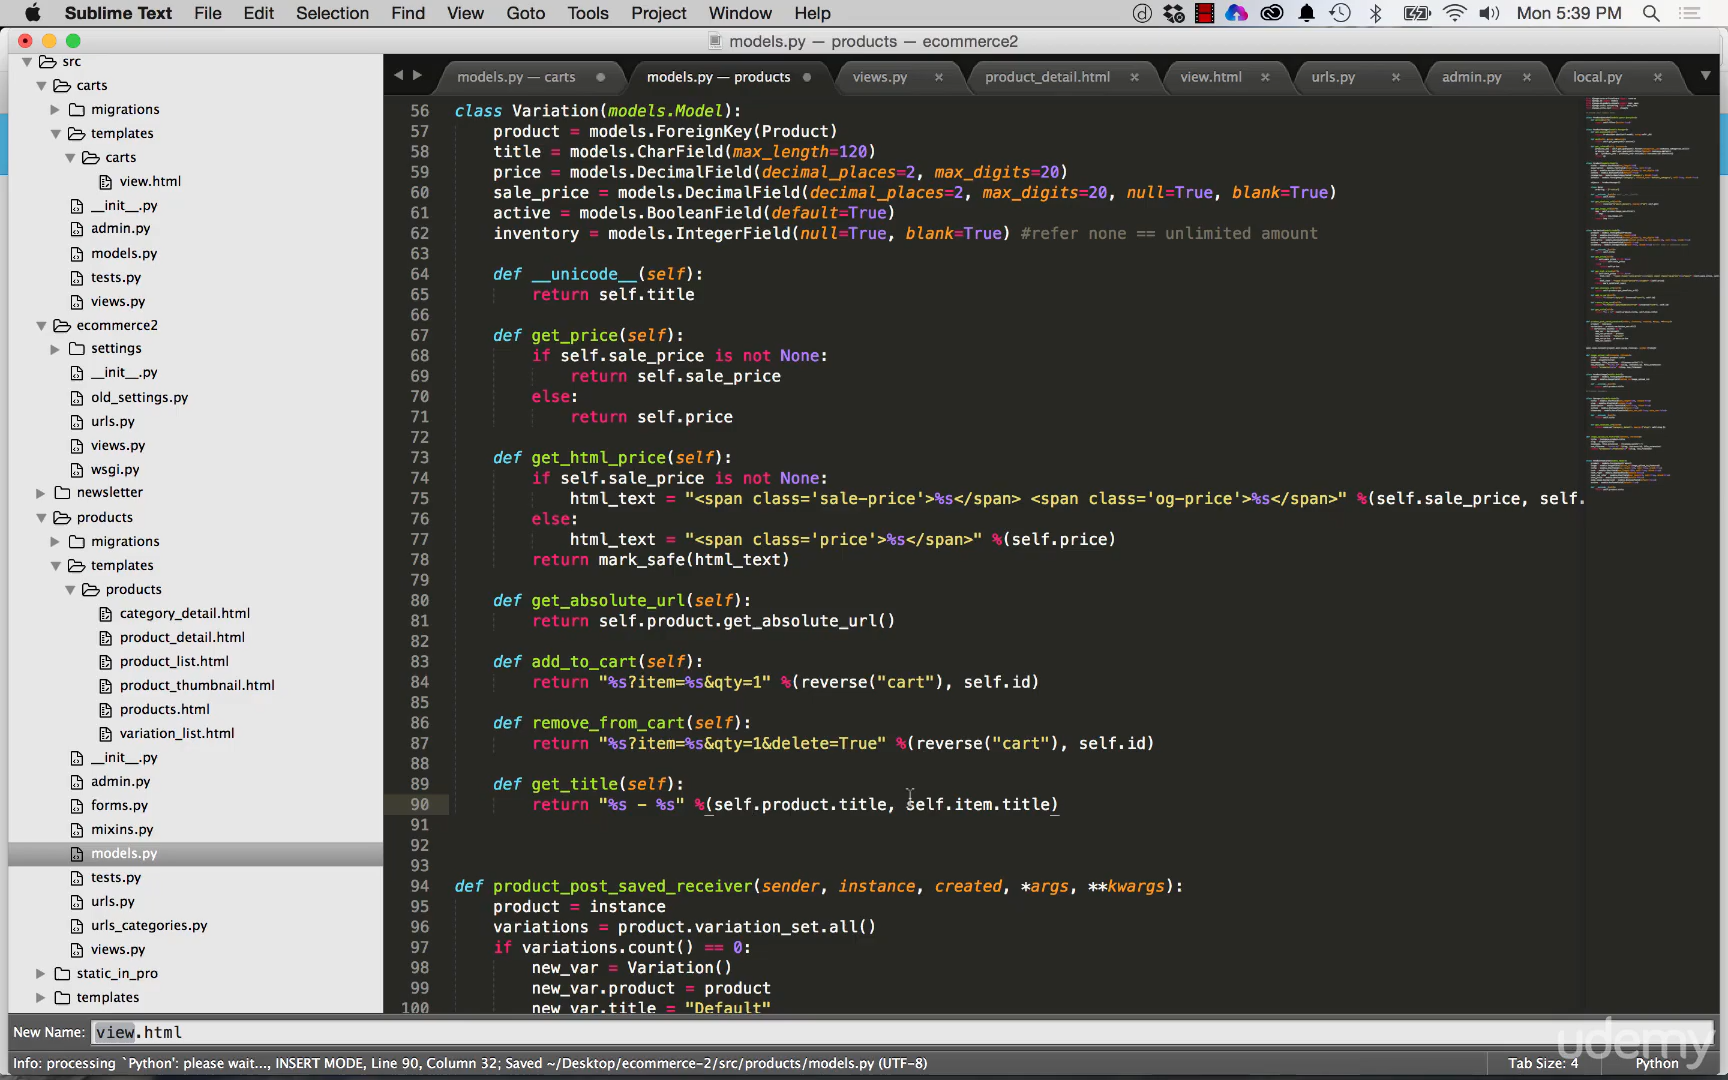 Sublime Text File Edit Selection Find View Goto Tools Project Window Help Mon 5:39 PM
models.py — products — ecommerce2
src
carts
migrations
templates
carts
view.html
__init__.py
admin.py
models.py
tests.py
views.py
ecommerce2
settings
__init__.py
old_settings.py
urls.py
views.py
wsgi.py
newsletter
products
migrations
templates
products
category_detail.html
product_detail.html
product_list.html
product_thumbnail.html
products.html
variation_list.html
__init__.py
admin.py
forms.py
mixins.py
models.py
tests.py
urls.py
urls_categories.py
views.py
static_in_pro
templates
models.py — carts models.py — products views.py product_detail.html view.html urls.py admin.py local.py
56 class Variation(models.Model):
57 product = models.ForeignKey(Product)
58 title = models.CharField(max_length=120)
59 price = models.DecimalField(decimal_places=2, max_digits=20)
60 sale_price = models.DecimalField(decimal_places=2, max_digits=20, null=True, blank=True)
61 active = models.BooleanField(default=True)
62 inventory = models.IntegerField(null=True, blank=True) #refer none == unlimited amount
63
64 def __unicode__(self):
65 return self.title
66
67 def get_price(self):
68 if self.sale_price is not None:
69 return self.sale_price
70 else:
71 return self.price
72
73 def get_html_price(self):
74 if self.sale_price is not None:
75 html_text = "<span class='sale-price'>%s</span> <span class='og-price'>%s</span>" %(self.sale_price, self.
76 else:
77 html_text = "<span class='price'>%s</span>" %(self.price)
78 return mark_safe(html_text)
79
80 def get_absolute_url(self):
81 return self.product.get_absolute_url()
82
83 def add_to_cart(self):
84 return "%s?item=%s&qty=1" %(reverse("cart"), self.id)
85
86 def remove_from_cart(self):
87 return "%s?item=%s&qty=1&delete=True" %(reverse("cart"), self.id)
88
89 def get_title(self):
90 return "%s - %s" %(self.product.title, self.item.title)
91
92
93
94 def product_post_saved_receiver(sender, instance, created, *args, **kwargs):
95 product = instance
96 variations = product.variation_set.all()
97 if variations.count() == 0:
98 new_var = Variation()
99 new_var.product = product
100 new_var.title = "Default"
New Name: view.html
Info: processing `Python': please wait..., INSERT MODE, Line 90, Column 32; Saved ~/Desktop/ecommerce-2/src/products/models.py (UTF-8) Tab Size: 4 Python
udemy